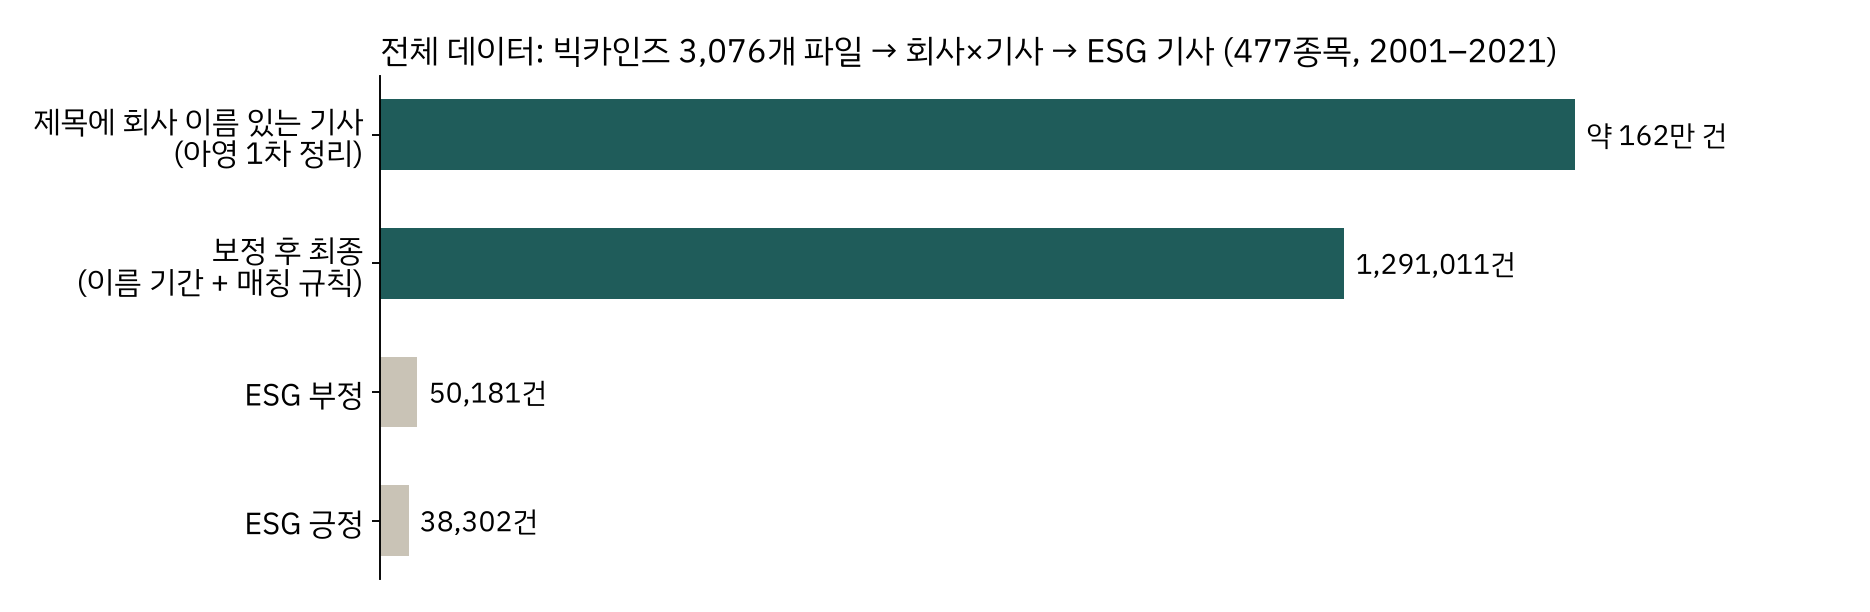 전체 데이터: 빅카인즈 3,076개 파일 → 회사×기사 → ESG 기사 (477종목, 2001–2021)
제목에 회사 이름 있는 기사
(아영 1차 정리)
약 162만 건
보정 후 최종
(이름 기간 + 매칭 규칙)
1,291,011건
ESG 부정
50,181건
ESG 긍정
38,302건